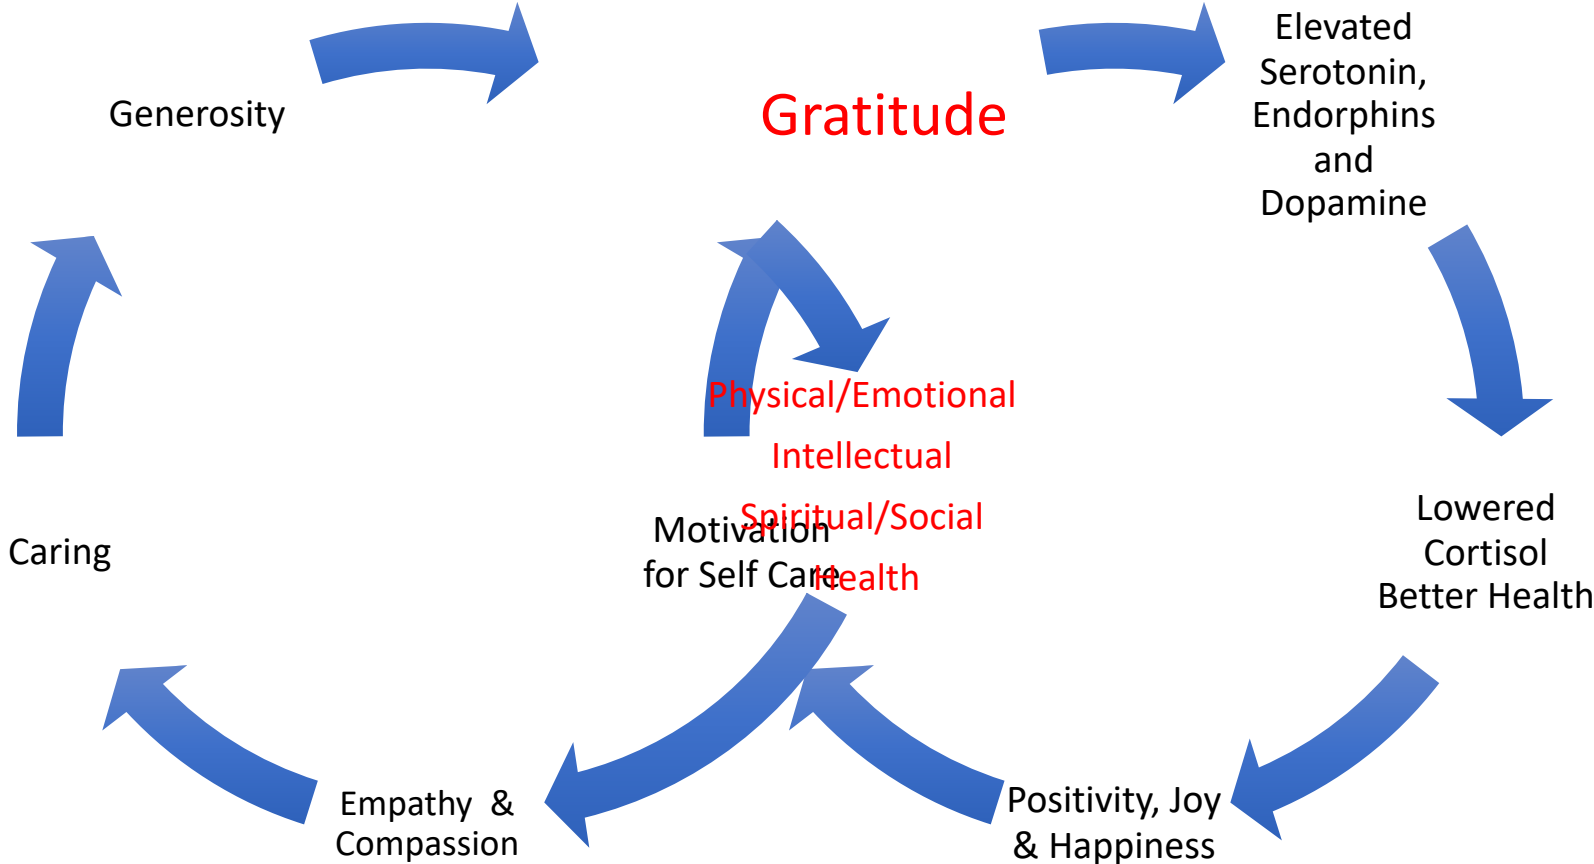 Generosity
Gratitude
Elevated
Serotonin,
Endorphins
and
Dopamine
Physical/Emotional
Intellectual
Spiritual/Social
Health
Motivation
for Self Care
Caring
Lowered
Cortisol
Better Health
Empathy &
Compassion
Positivity, Joy
& Happiness